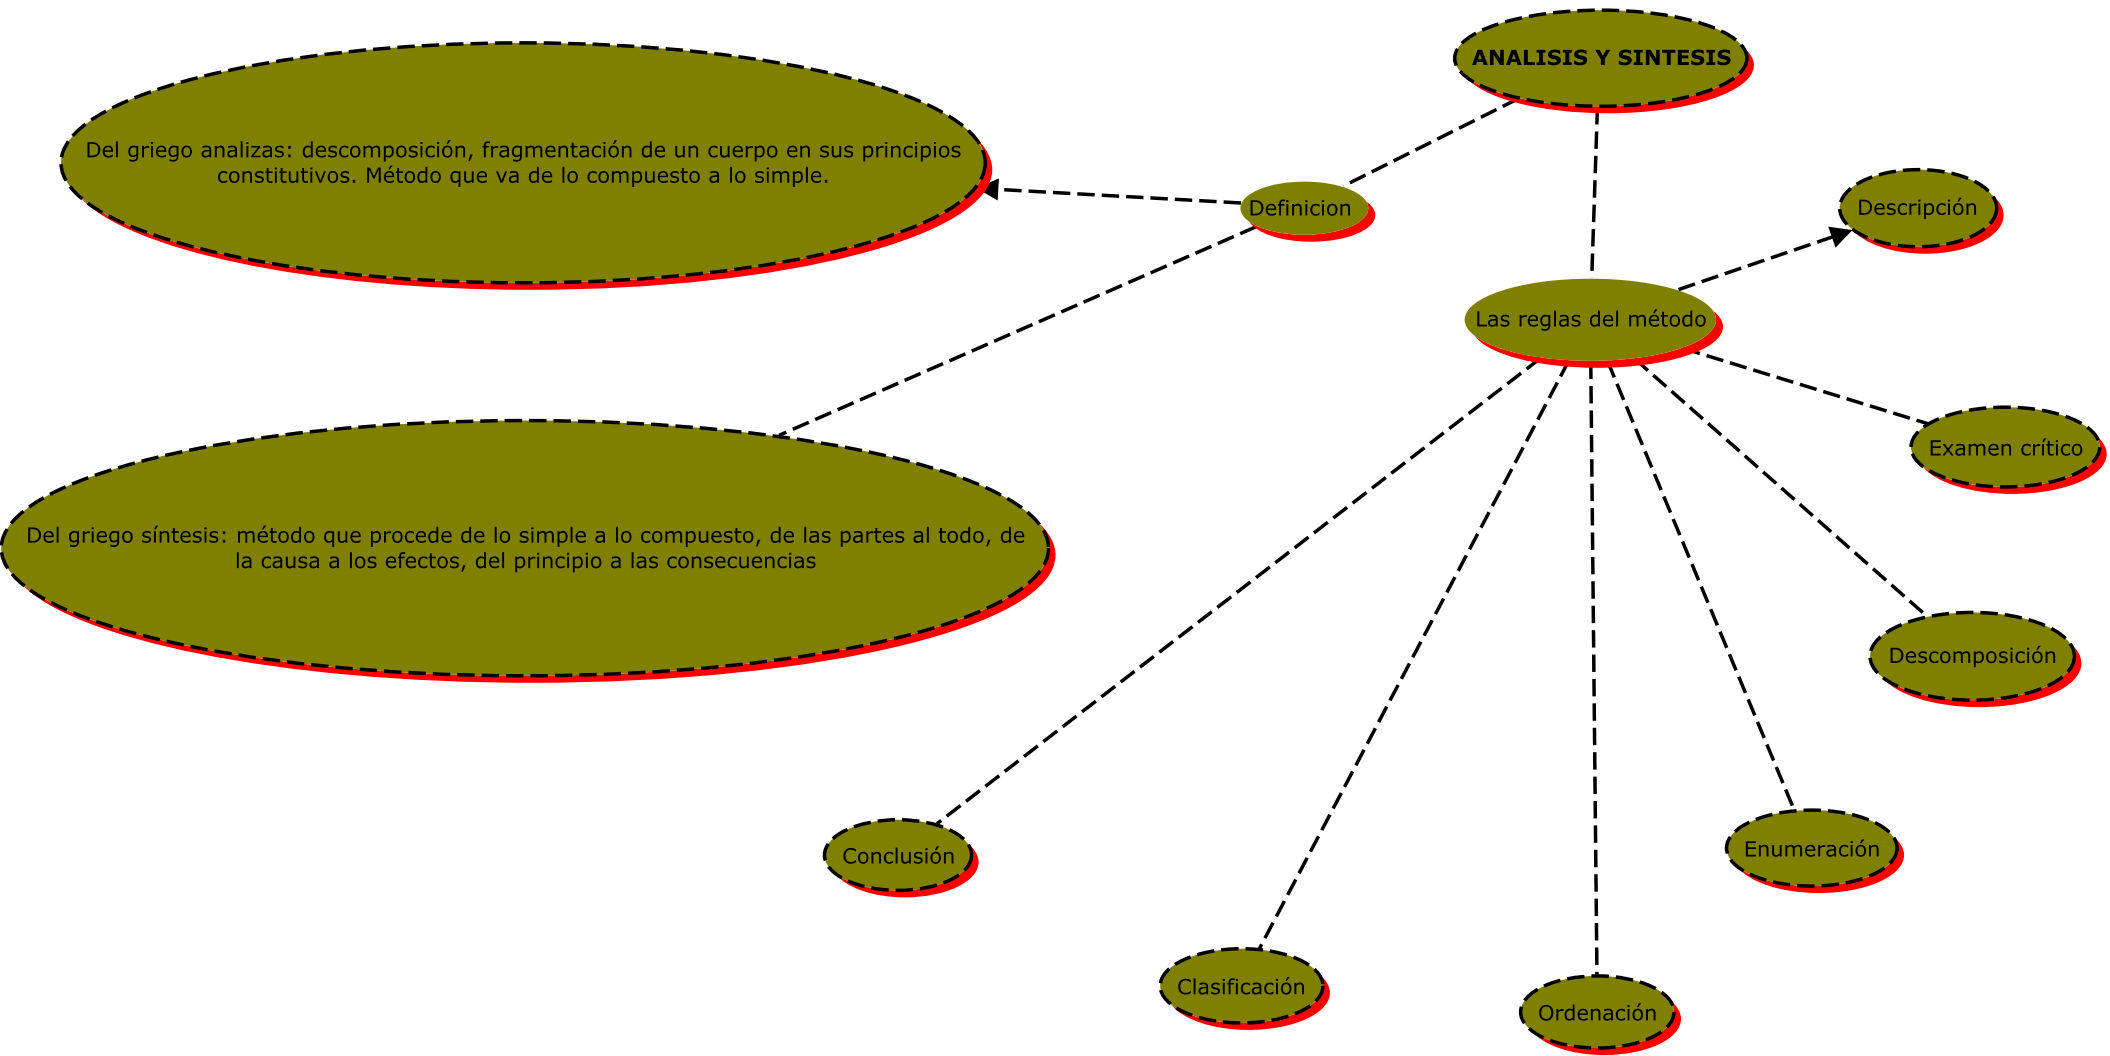 ANALISIS Y SINTESIS
Del griego analizas: descomposición, fragmentación de un cuerpo en sus principios
constitutivos. Método que va de lo compuesto a lo simple.
Definicion
Descripción
Las reglas del método
Examen crítico
Del griego síntesis: método que procede de lo simple a lo compuesto, de las partes al todo, de
la causa a los efectos, del principio a las consecuencias
Descomposición
Enumeración
Conclusión
Clasificación
Ordenación